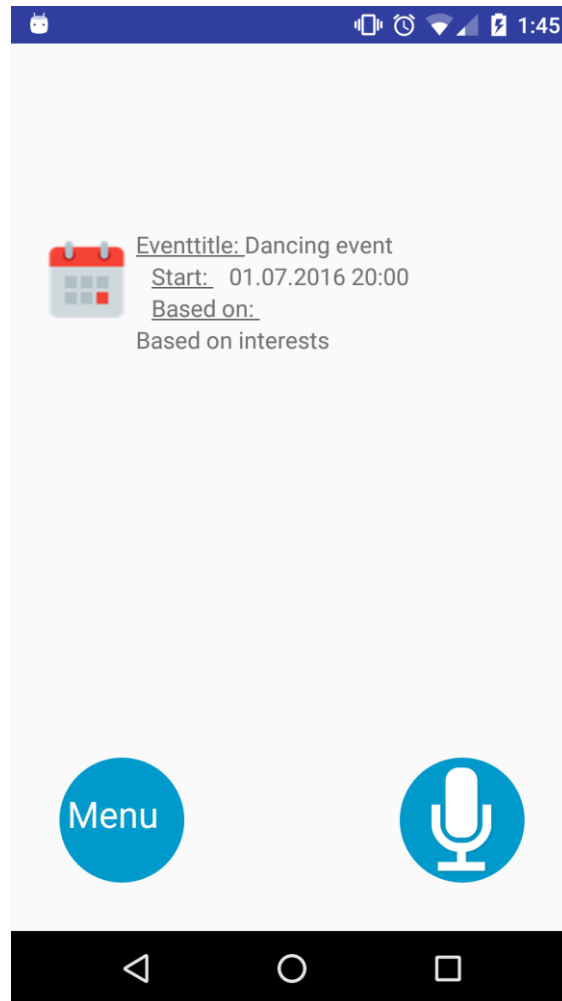 1:45
Eventtitle: Dancing event
Start: 01.07.2016 20:00
Based on:
Based on interests
Menu